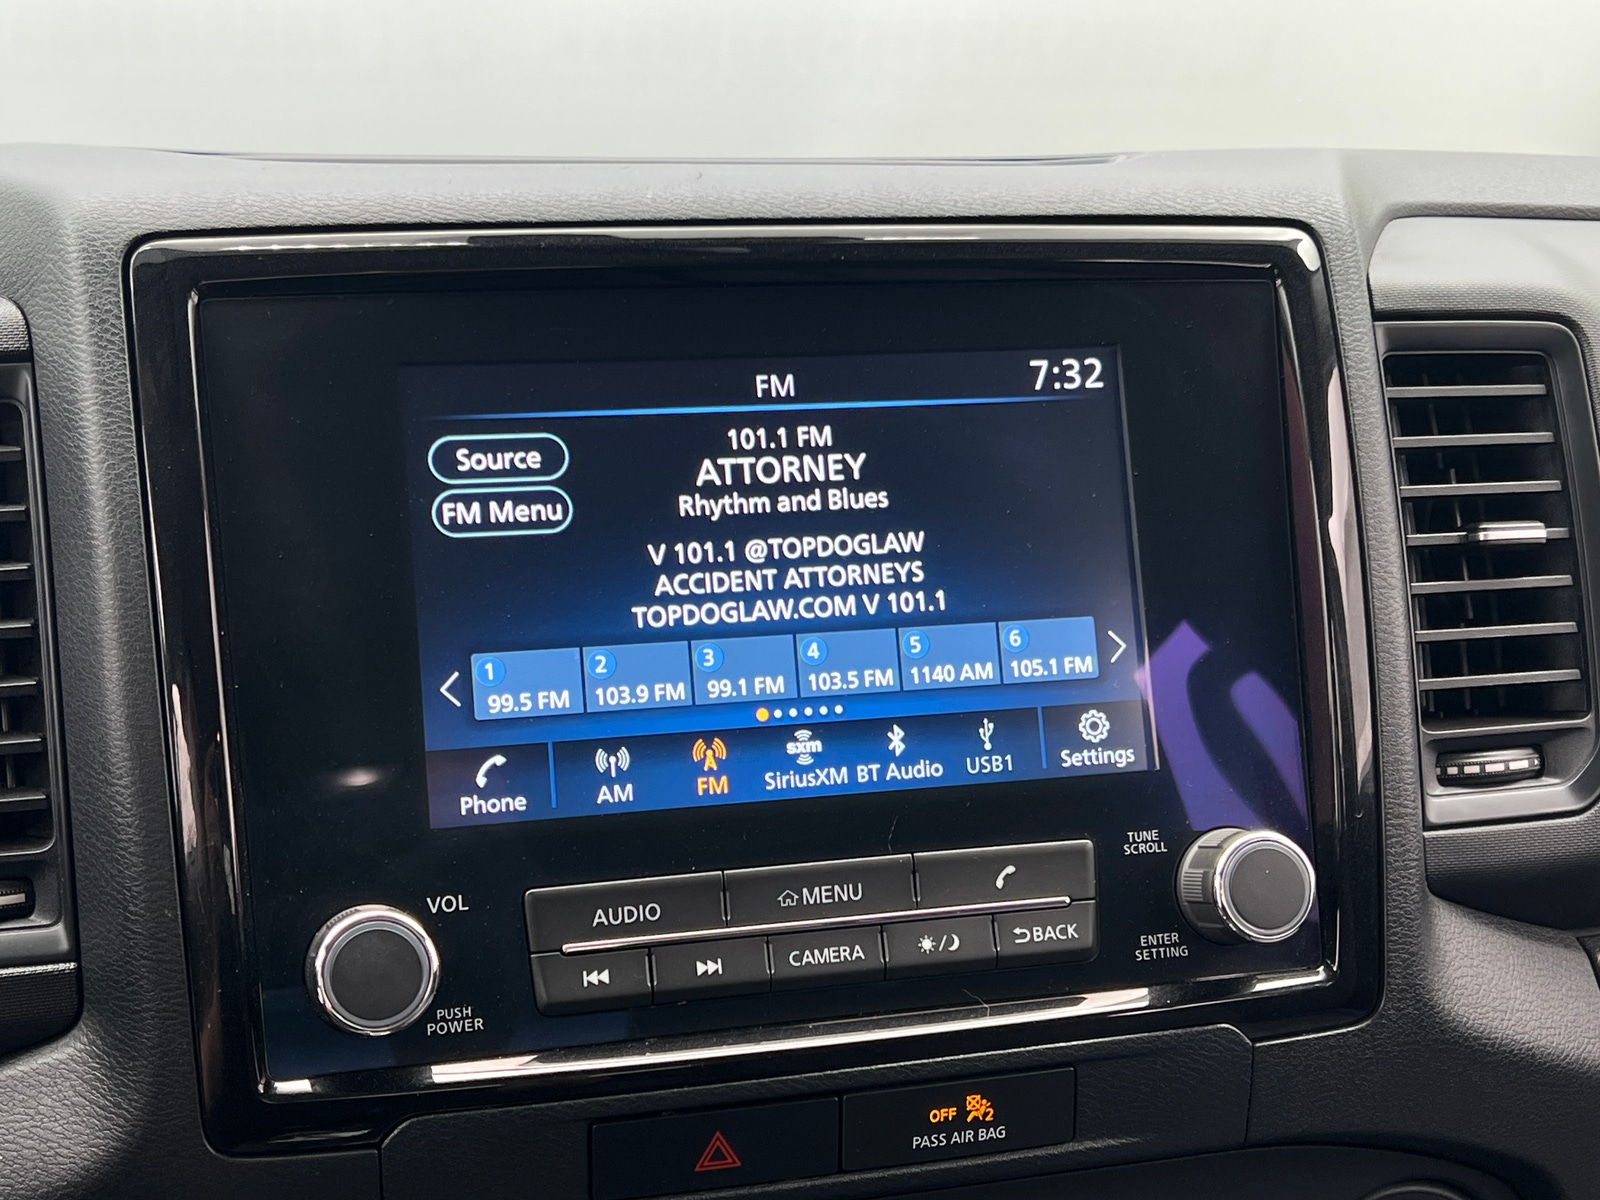 FM
7:32
Source
FM Menu
101.1 FM
ATTORNEY
Rhythm and Blues
V 101.1 @TOPDOGLAW
ACCIDENT ATTORNEYS
TOPDOGLAW.COM V 101.1
1
99.5 FM
2
103.9 FM
3
99.1 FM
4
103.5 FM
5
1140 AM
6
105.1 FM
Phone
AM
FM
sxm
SiriusXM
BT Audio
USB1
Settings
VOL
PUSH
POWER
AUDIO
MENU
CAMERA
BACK
TUNE
SCROLL
ENTER
SETTING
OFF
2
PASS AIR BAG